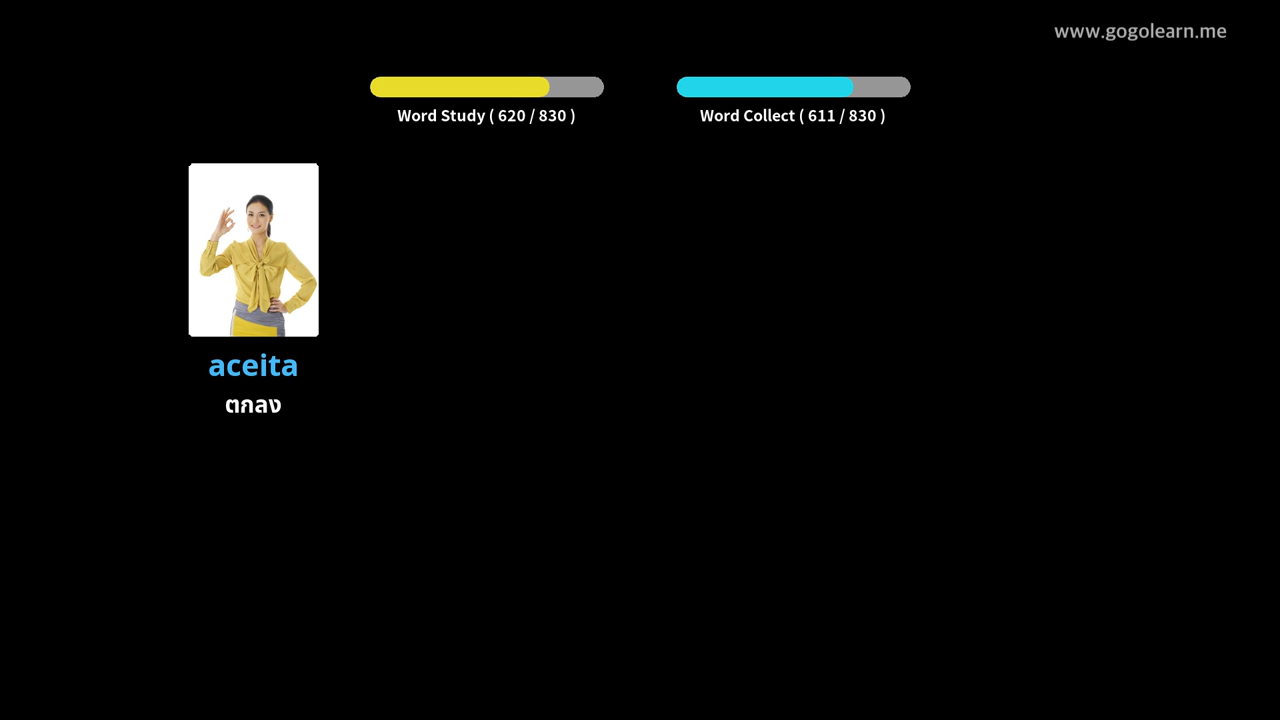 www.gogolearn.me
Word Study ( 620 / 830 )
Word Collect ( 611 / 830 )
aceita
ตกลง